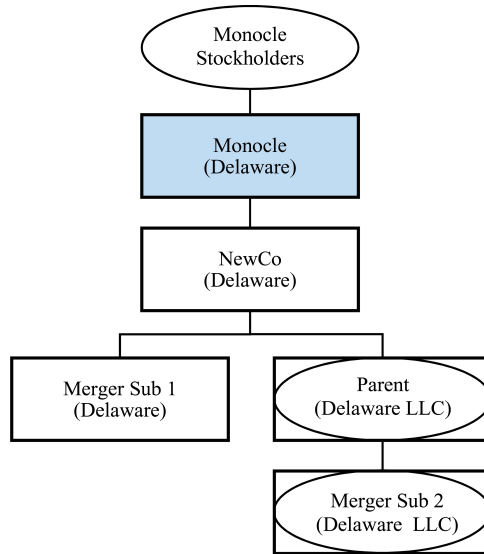 Monocle
Stockholders
Monocle
(Delaware)
NewCo
(Delaware)
Merger Sub 1
(Delaware)
Parent
(Delaware LLC)
Merger Sub 2
(Delaware LLC)